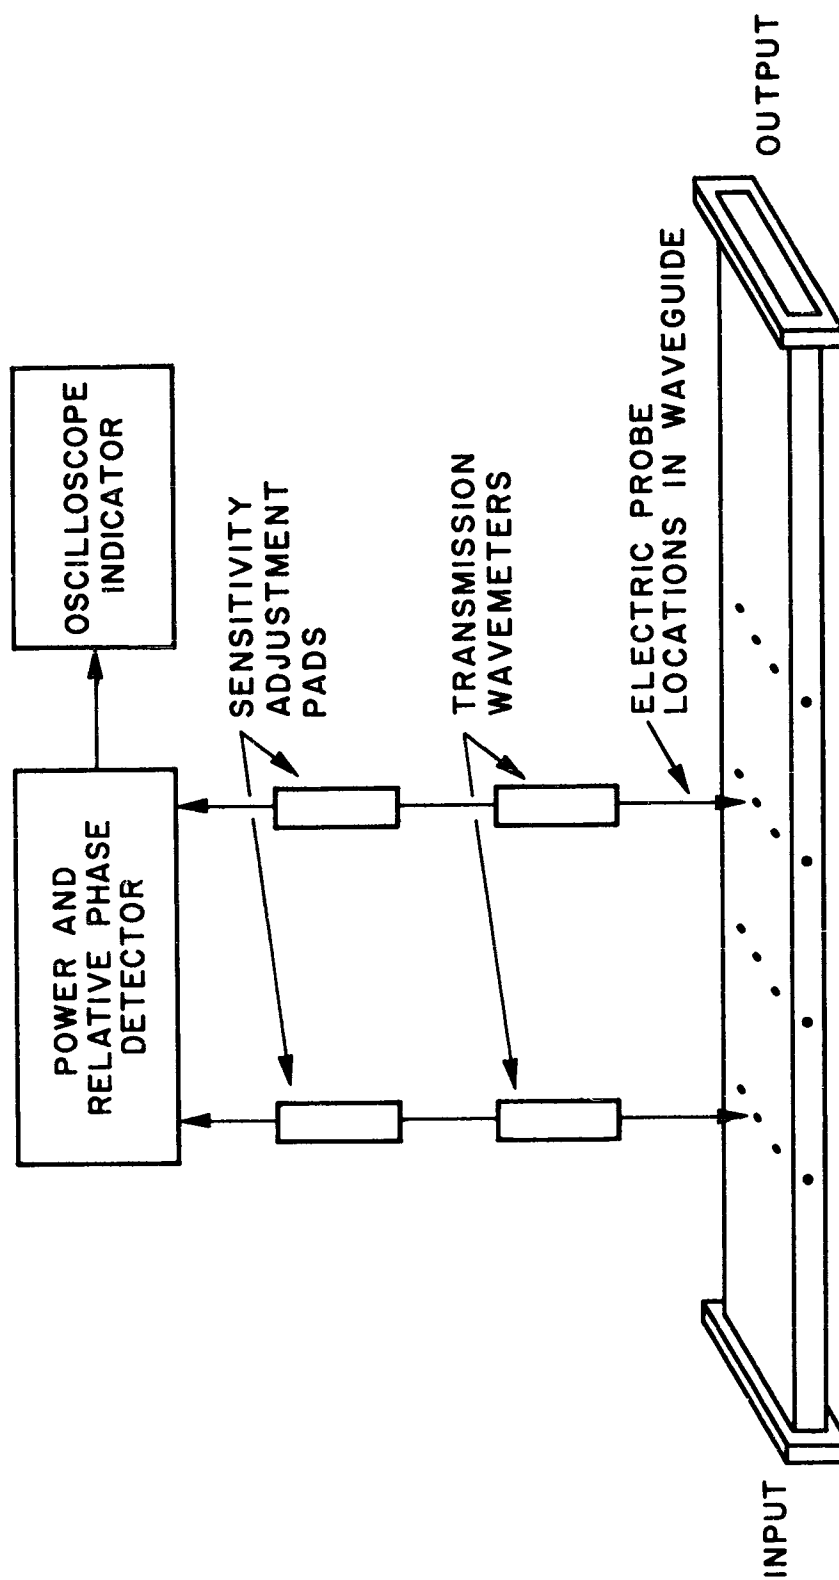 OSCILLOSCOPE
INDICATOR
POWER AND
RELATIVE PHASE
DETECTOR
SENSITIVITY
ADJUSTMENT
PADS
TRANSMISSION
WAVEMETERS
ELECTRIC PROBE
LOCATIONS IN WAVEGUIDE
INPUT
OUTPUT